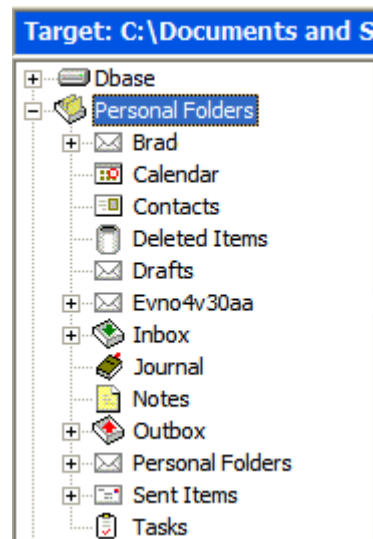 Target: C:\Documents and S
Dbase
Personal Folders
Brad
Calendar
Contacts
Deleted Items
Drafts
Evno4v30aa
Inbox
Journal
Notes
Outbox
Personal Folders
Sent Items
Tasks